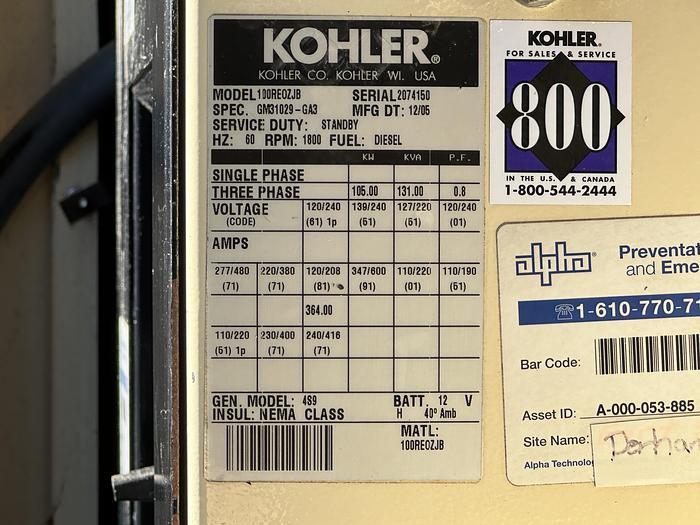 KOHLER®
KOHLER CO. KOHLER WI. USA
MODEL 100REOZJB SERIAL 2074150
SPEC. GM31029-GA3 MFG DT: 12/05
SERVICE DUTY: STANDBY
HZ: 60 RPM: 1800 FUEL: DIESEL
KW KVA P.F.
SINGLE PHASE
THREE PHASE 105.00 131.00 0.8
VOLTAGE 120/240 139/240 127/220 120/240
(CODE) (61) 1p (51) (51) (01)
AMPS
277/480 220/380 120/208 347/600 110/220 110/190
(71) (71) (81) (91) (01) (51)
364.00
110/220 230/400 240/416
(61) 1p (71) (71)
GEN. MODEL: 4S9 BATT. 12 V
INSUL: NEMA CLASS H 40° Amb
MATL:
100REOZJB
KOHLER®
FOR SALES & SERVICE
800
IN THE U.S. & CANADA
1-800-544-2444
alpha®
Preventat
and Eme
☏1-610-770-71
Bar Code:
Asset ID: A-000-053-885
Site Name:
Alpha Technolo